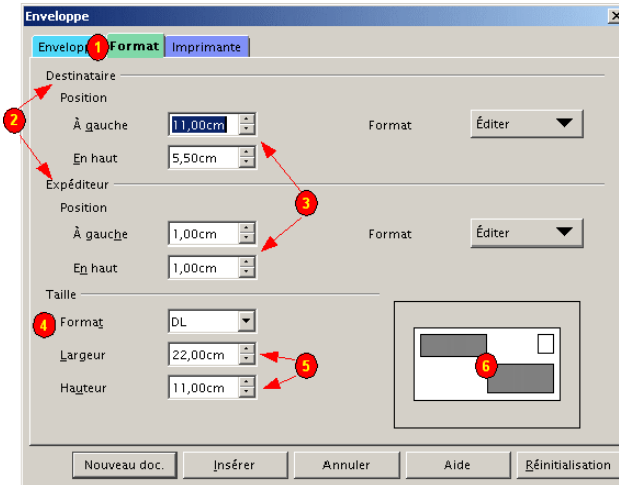 Enveloppe
Envelopp 1 Format Imprimante
Destinataire
Position
2
À gauche 11,00cm Format Éditer
En haut 5,50cm
Expéditeur
3
Position
À gauche 1,00cm Format Éditer
En haut 1,00cm
Taille
4 Format DL
Largeur 22,00cm
5 6
Hauteur 11,00cm
Nouveau doc. Insérer Annuler Aide Réinitialisation